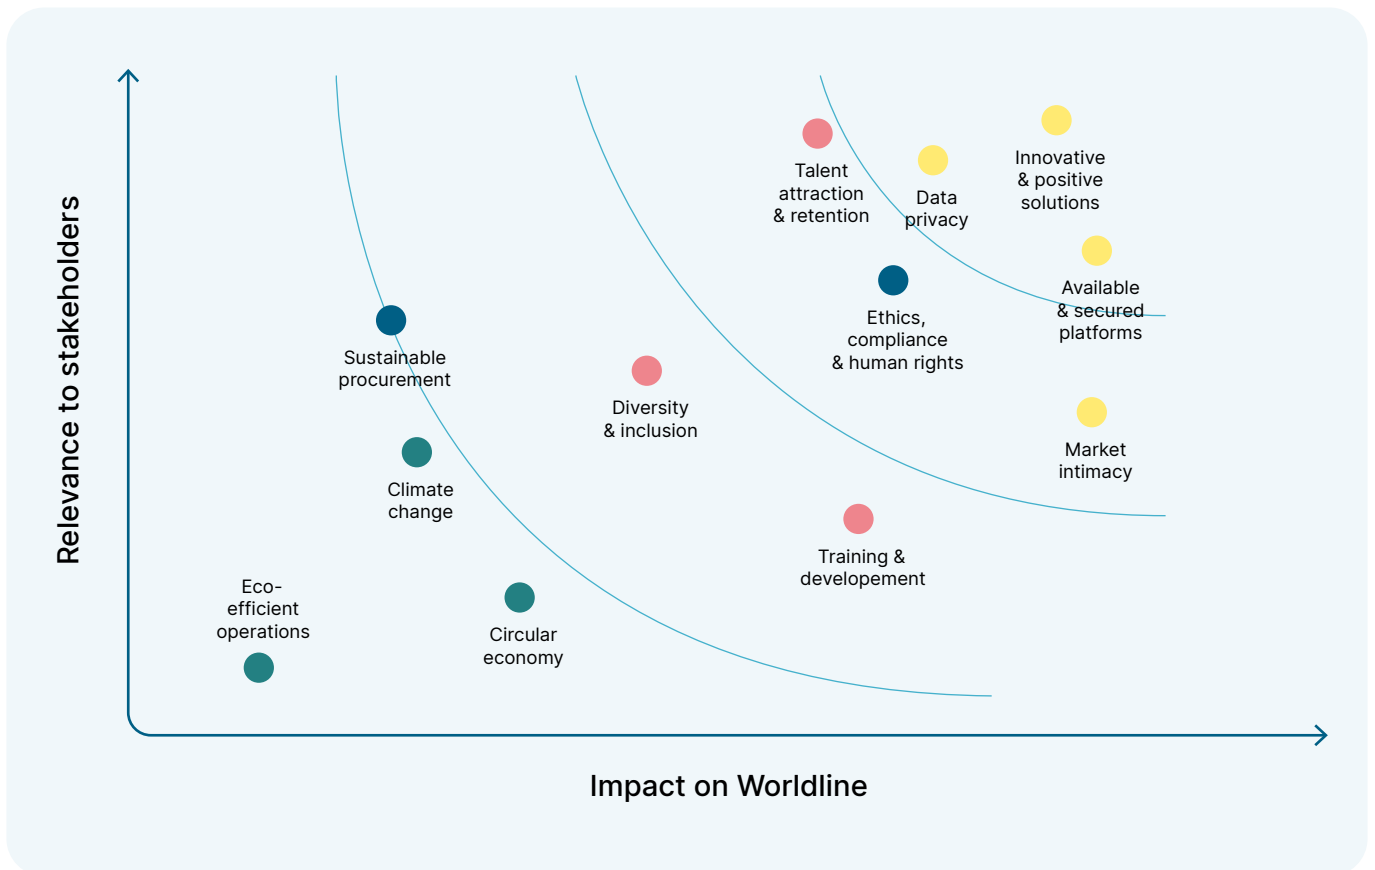 Relevance to stakeholders
Talent
attraction
& retention
Data
privacy
Innovative
& positive
solutions
Available
& secured
platforms
Ethics,
compliance
& human rights
Sustainable
procurement
Diversity
& inclusion
Market
intimacy
Climate
change
Training &
developement
Eco-
efficient
operations
Circular
economy
Impact on Worldline